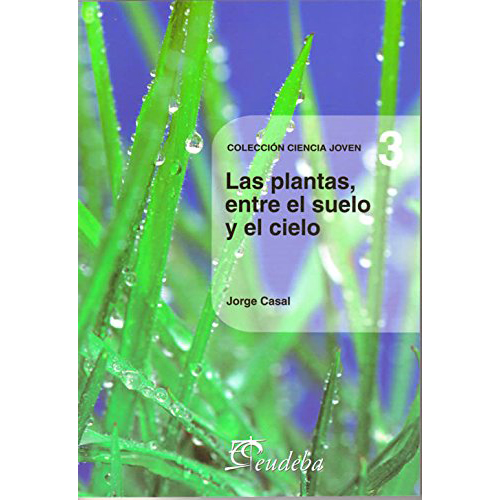 COLECCIÓN CIENCIA JOVEN 3
Las plantas,
entre el suelo
y el cielo
Jorge Casal
eudeba